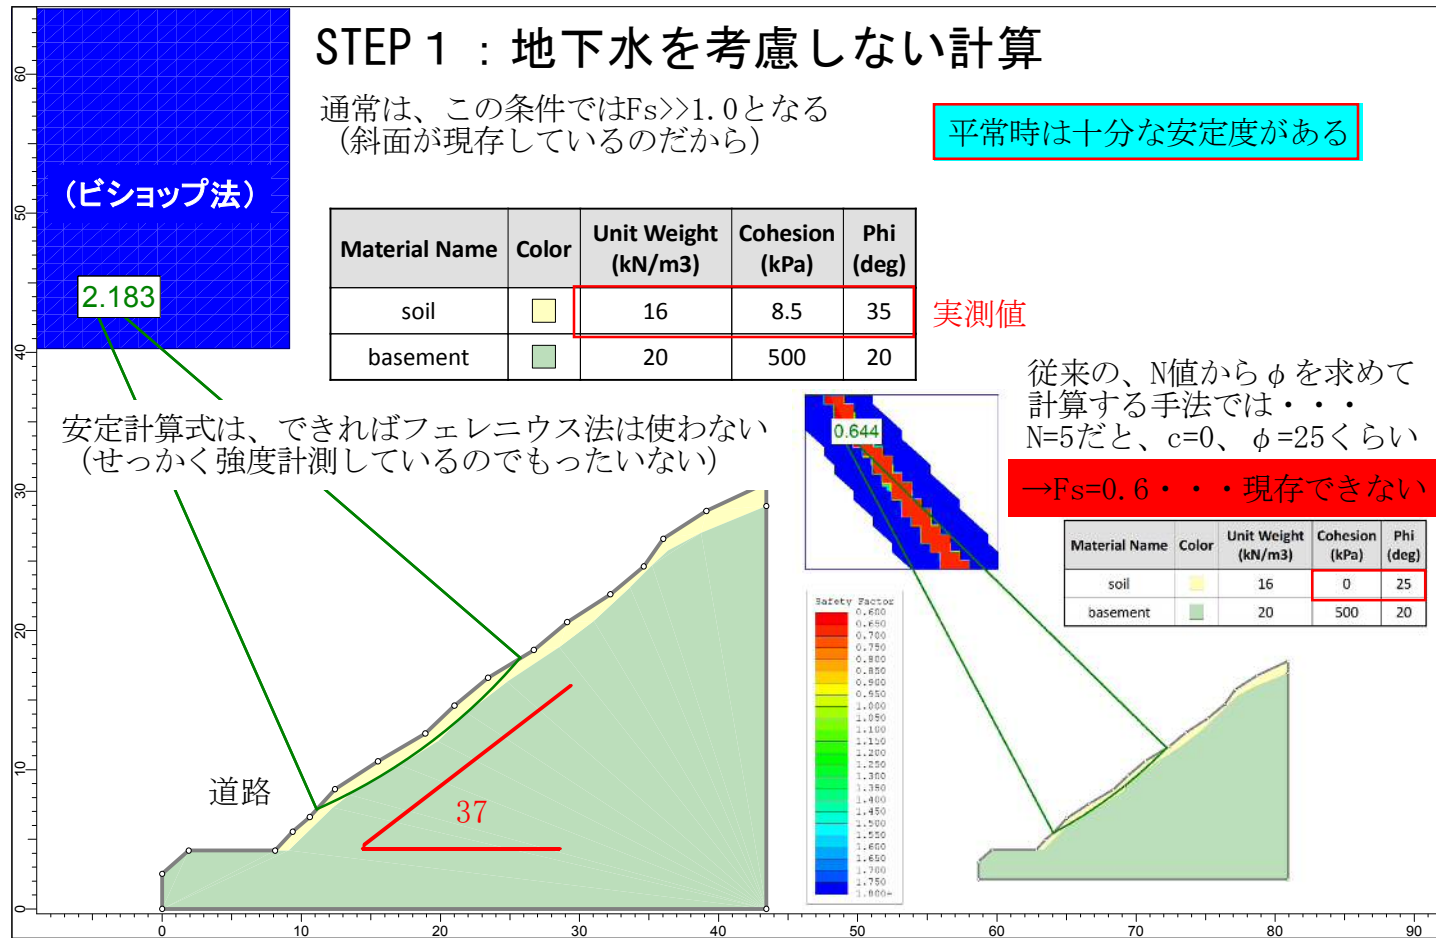 STEP１：地下水を考慮しない計算
通常は、この条件ではFs>>1.0となる
（斜面が現存しているのだから）
平常時は十分な安定度がある
（ビショップ法）
2.183
Material Name Color Unit Weight (kN/m3) Cohesion (kPa) Phi (deg)
soil 16 8.5 35
basement 20 500 20
実測値
安定計算式は、できればフェレニウス法は使わない
（せっかく強度計測しているのでもったいない）
従来の、N値からφを求めて
計算する手法では・・・
N=5だと、c=0、φ=25くらい
→Fs=0.6・・・現存できない
0.644
Material Name Color Unit Weight (kN/m3) Cohesion (kPa) Phi (deg)
soil 16 0 25
basement 20 500 20
Safety Factor
0.600
0.650
0.700
0.750
0.800
0.850
0.900
0.950
1.000
1.050
1.100
1.150
1.200
1.250
1.300
1.350
1.400
1.450
1.500
1.550
1.600
1.650
1.700
1.750
1.800+
道路
37
60
50
40
30
20
10
0
0 10 20 30 40 50 60 70 80 90